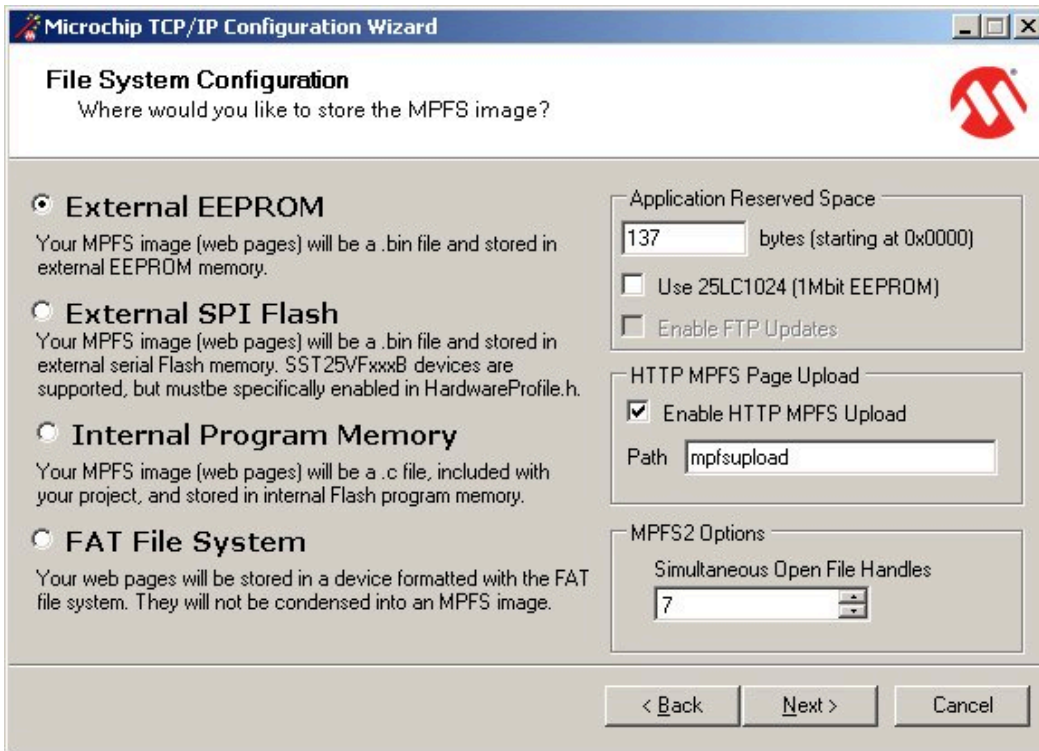 Microchip TCP/IP Configuration Wizard
File System Configuration
Where would you like to store the MPFS image?
External EEPROM
Your MPFS image (web pages) will be a .bin file and stored in
external EEPROM memory.
External SPI Flash
Your MPFS image (web pages) will be a .bin file and stored in
external serial Flash memory. SST25VFxxxB devices are
supported, but mustbe specifically enabled in HardwareProfile.h.
Internal Program Memory
Your MPFS image (web pages) will be a .c file, included with
your project, and stored in internal Flash program memory.
FAT File System
Your web pages will be stored in a device formatted with the FAT
file system. They will not be condensed into an MPFS image.
Application Reserved Space
137 bytes (starting at 0x0000)
Use 25LC1024 (1Mbit EEPROM)
Enable FTP Updates
HTTP MPFS Page Upload
Enable HTTP MPFS Upload
Path mpfsupload
MPFS2 Options
Simultaneous Open File Handles
7
< Back Next > Cancel